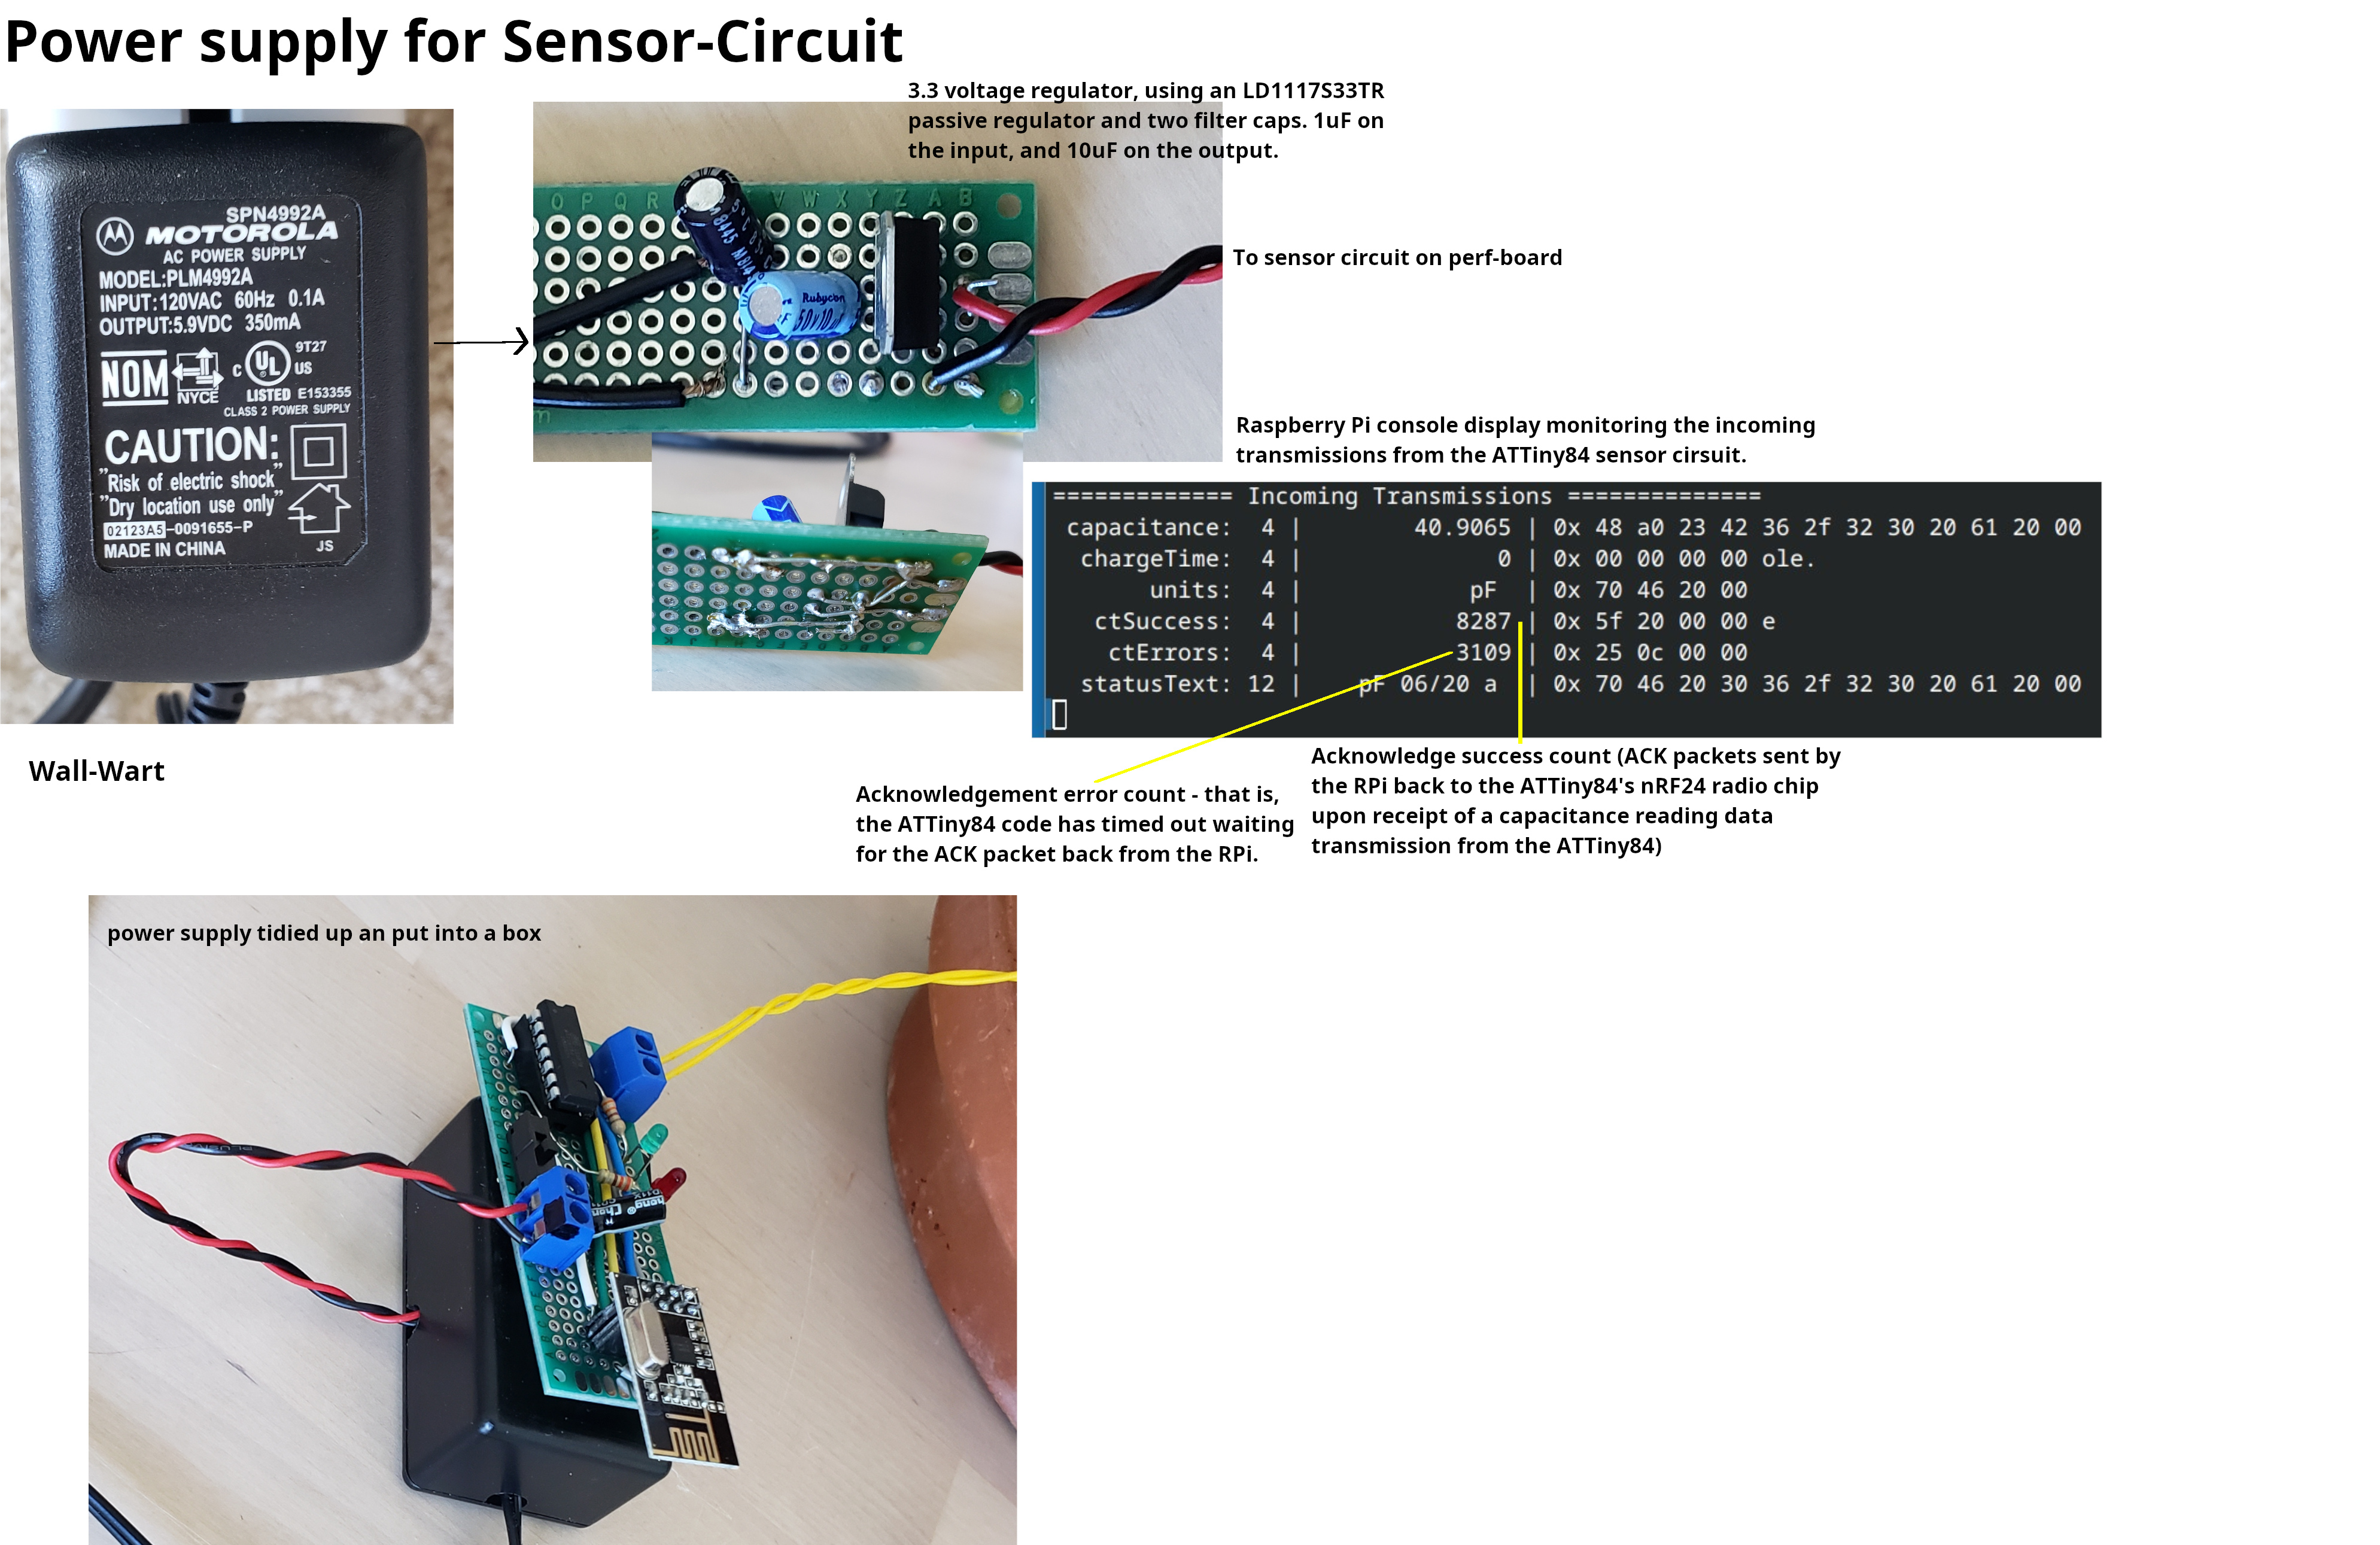 Power supply for Sensor-Circuit
3.3 voltage regulator, using an LD1117S33TR
passive regulator and two filter caps. 1uF on
the input, and 10uF on the output.
SPN4992A
MOTOROLA
AC POWER SUPPLY
MODEL:PLM4992A
INPUT:120VAC 60Hz 0.1A
OUTPUT:5.9VDC 350mA
NOM
NYCE
C UL US
9T27
LISTED E153355
CLASS 2 POWER SUPPLY
CAUTION:
"Risk of electric shock"
"Dry location use only"
02123A5-0091655-P
MADE IN CHINA
JS
Wall-Wart
O P Q R V W X Y Z A B
Rubycon
50V10
To sensor circuit on perf-board
Raspberry Pi console display monitoring the incoming
transmissions from the ATTiny84 sensor cirsuit.
============= Incoming Transmissions ==============
capacitance: 4 | 40.9065 | 0x 48 a0 23 42 36 2f 32 30 20 61 20 00
chargeTime: 4 | 0 | 0x 00 00 00 00 ole.
units: 4 | pF | 0x 70 46 20 00
ctSuccess: 4 | 8287 | 0x 5f 20 00 00 e
ctErrors: 4 | 3109 | 0x 25 0c 00 00
statusText: 12 | pF 06/20 a | 0x 70 46 20 30 36 2f 32 30 20 61 20 00
Acknowledgement error count - that is,
the ATTiny84 code has timed out waiting
for the ACK packet back from the RPi.
Acknowledge success count (ACK packets sent by
the RPi back to the ATTiny84's nRF24 radio chip
upon receipt of a capacitance reading data
transmission from the ATTiny84)
power supply tidied up an put into a box